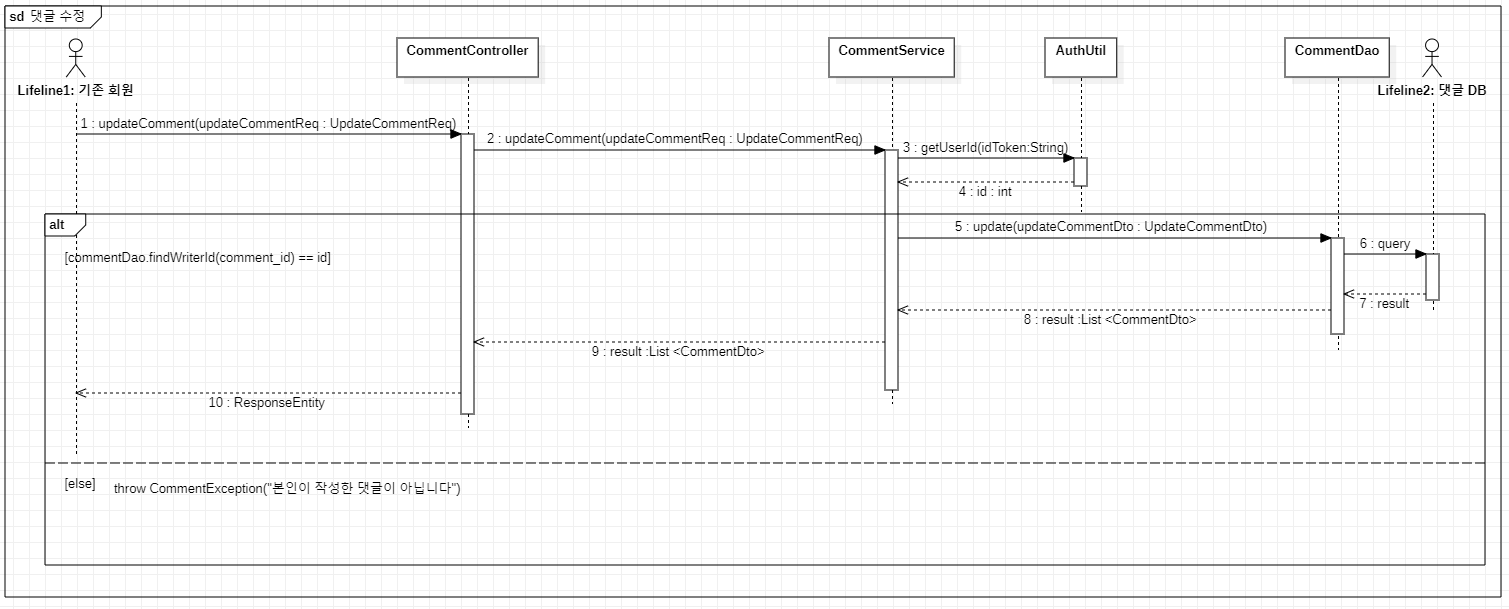 sd 댓글 수정
CommentController
CommentService
AuthUtil
CommentDao
Lifeline1: 기존 회원
Lifeline2: 댓글 DB
1 : updateComment(updateCommentReq : UpdateCommentReq)
2 : updateComment(updateCommentReq : UpdateCommentReq)
3 : getUserId(idToken:String)
4 : id : int
alt
5 : update(updateCommentDto : UpdateCommentDto)
6 : query
[commentDao.findWriterId(comment_id) == id]
7 : result
8 : result :List <CommentDto>
9 : result :List <CommentDto>
10 : ResponseEntity
[else]
throw CommentException("본인이 작성한 댓글이 아닙니다")